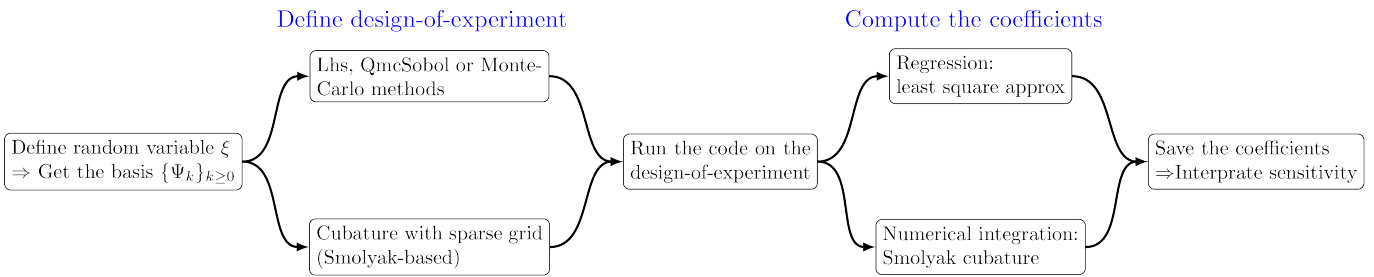 Define design-of-experiment
Compute the coefficients
Lhs, QmcSobol or Monte-
Carlo methods
Regression:
least square approx
Define random variable ξ
⇒ Get the basis {Ψₖ}ₖ≥₀
Run the code on the
design-of-experiment
Save the coefficients
⇒Interprate sensitivity
Cubature with sparse grid
(Smolyak-based)
Numerical integration:
Smolyak cubature